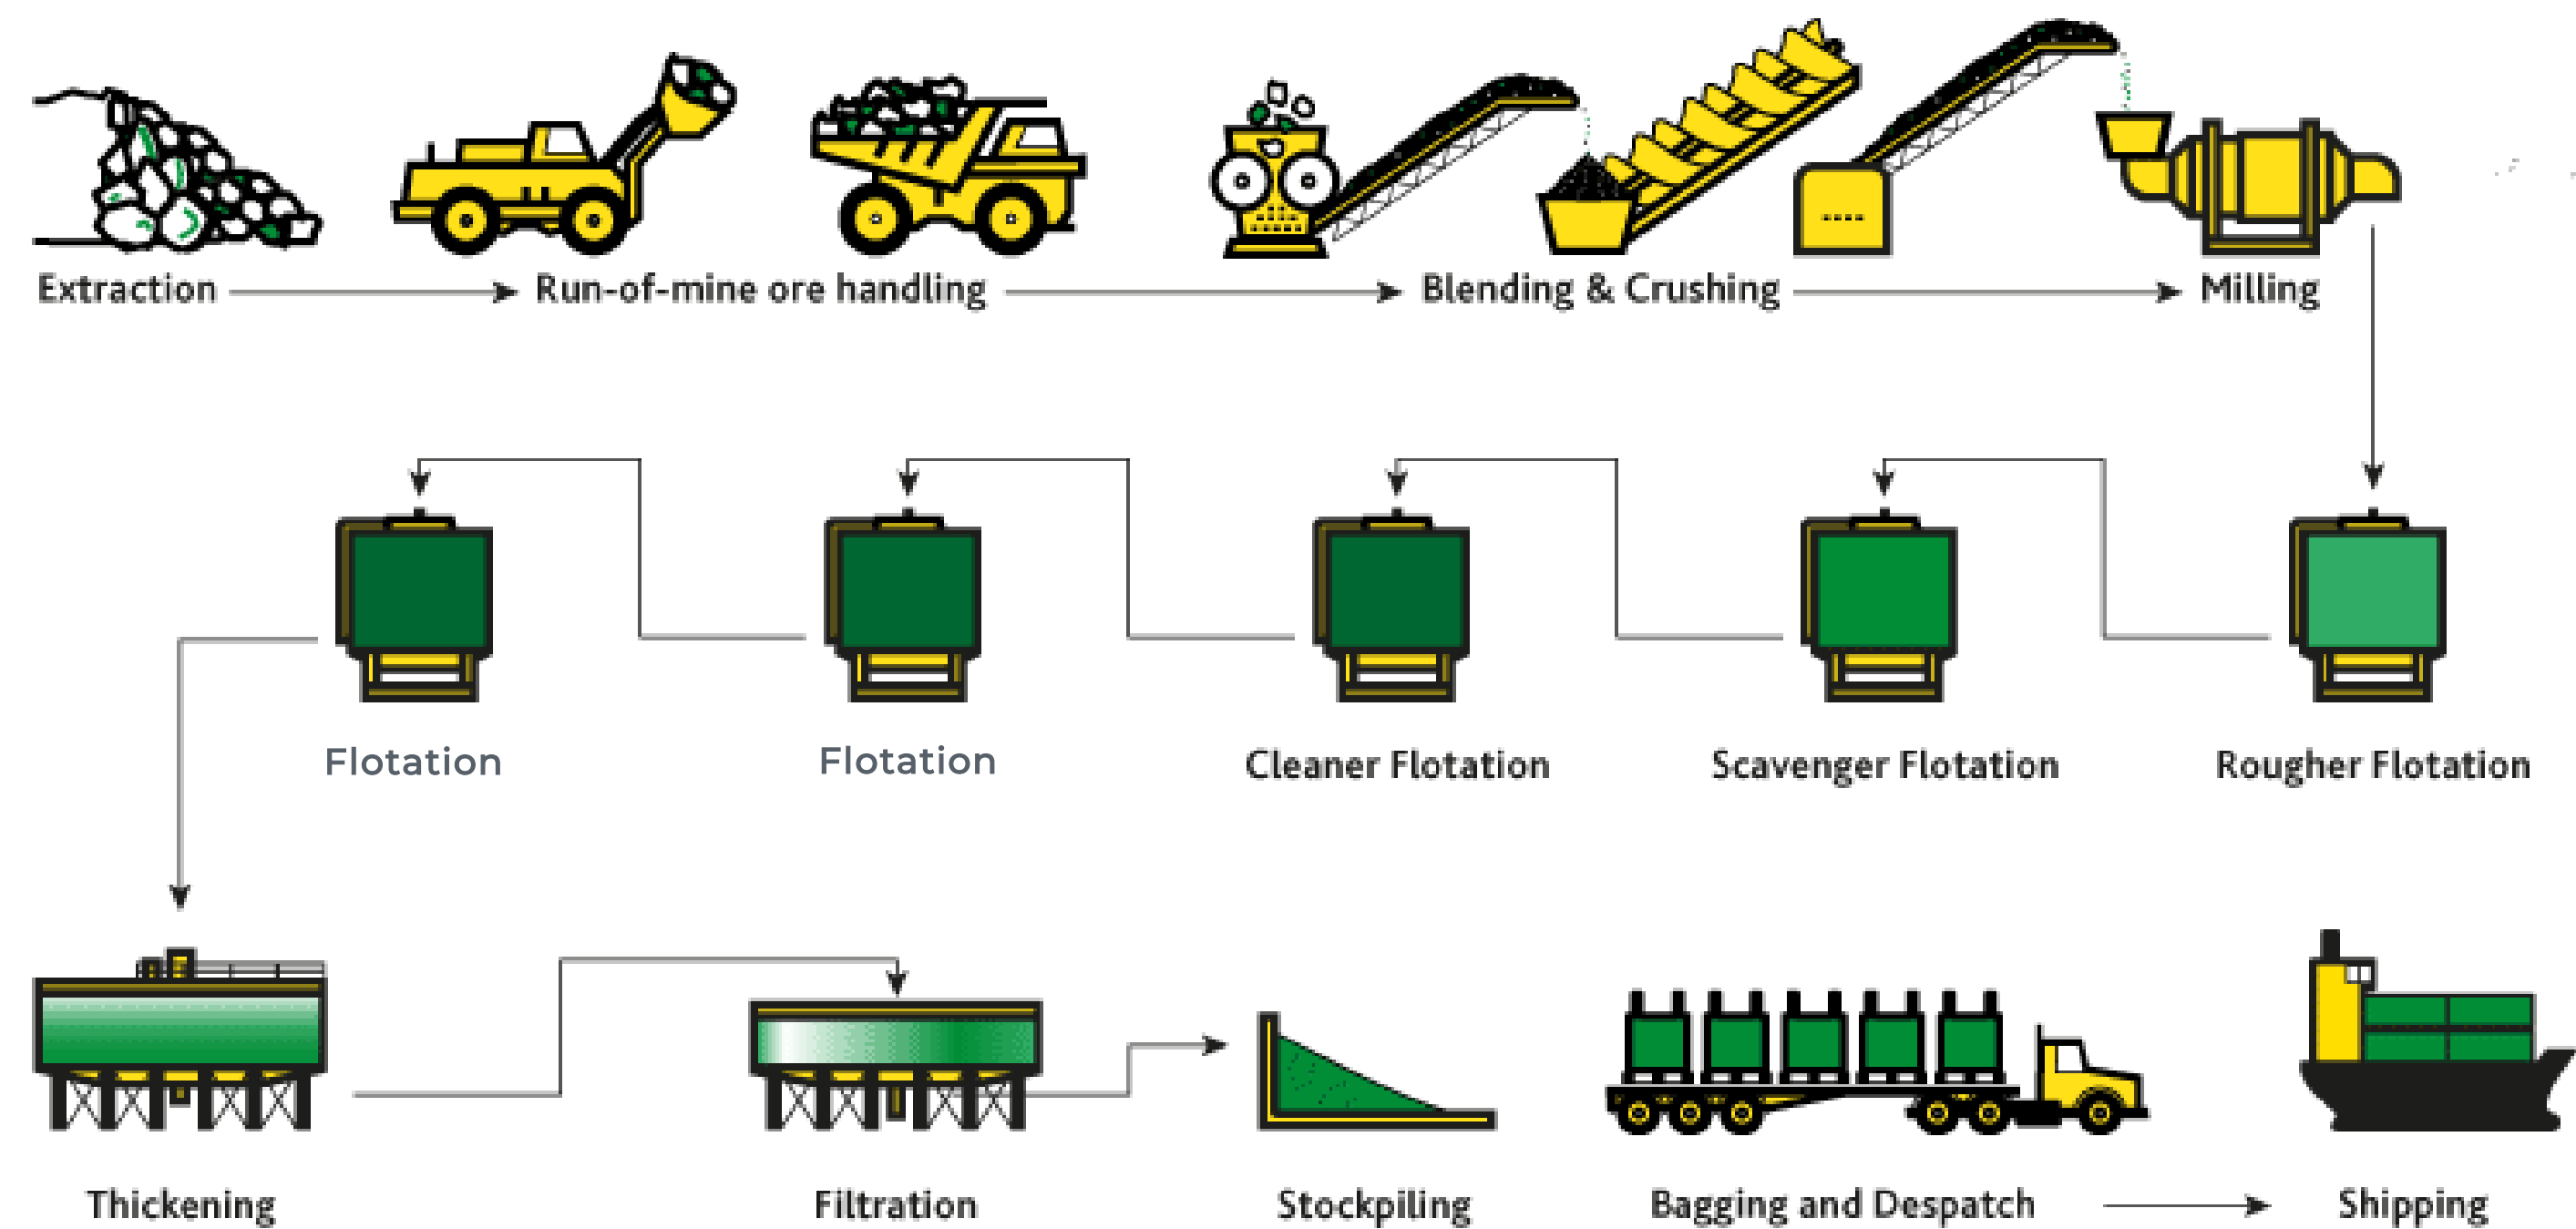 Extraction
Run-of-mine ore handling
Blending & Crushing
Milling
Flotation
Flotation
Cleaner Flotation
Scavenger Flotation
Rougher Flotation
Thickening
Filtration
Stockpiling
Bagging and Despatch
Shipping